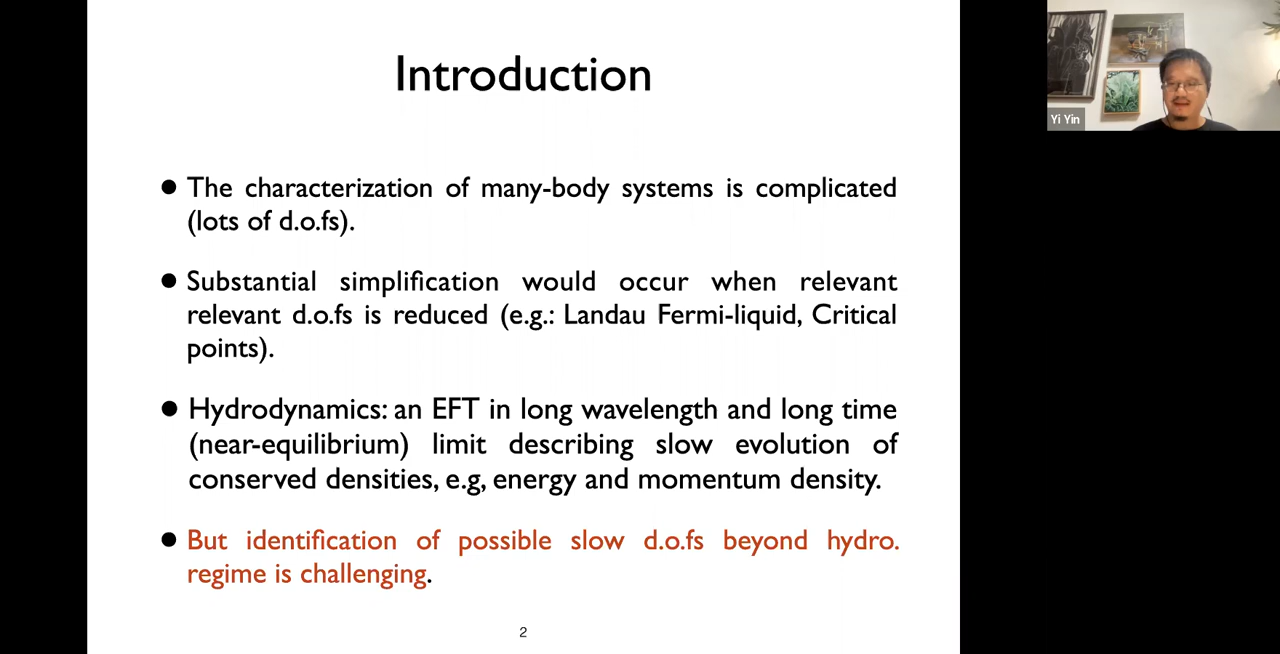 Introduction
● The characterization of many-body systems is complicated
(lots of d.o.fs).
● Substantial simplification would occur when relevant
relevant d.o.fs is reduced (e.g.: Landau Fermi-liquid, Critical
points).
● Hydrodynamics: an EFT in long wavelength and long time
(near-equilibrium) limit describing slow evolution of
conserved densities, e.g, energy and momentum density.
● But identification of possible slow d.o.fs beyond hydro.
regime is challenging.
2
Yi Yin